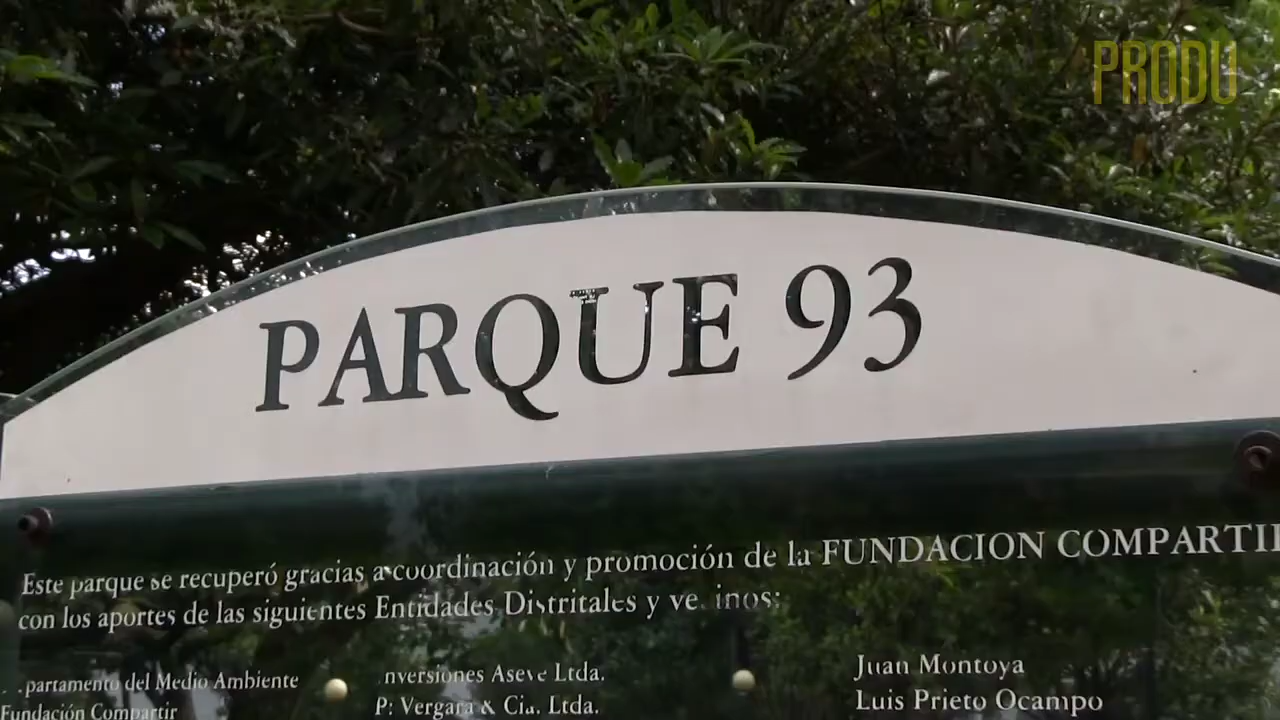 PRODU
PARQUE 93
Este parque se recuperó gracias a coordinación y promoción de la FUNDACION COMPARTI
con los aportes de las siguientes Entidades Distritales y ve. inos:
partamento del Medio Ambiente
nversiones Aseve Ltda.
Juan Montoya
Fundación Compartir
P: Vergara & Cia. Ltda.
Luis Prieto Ocampo